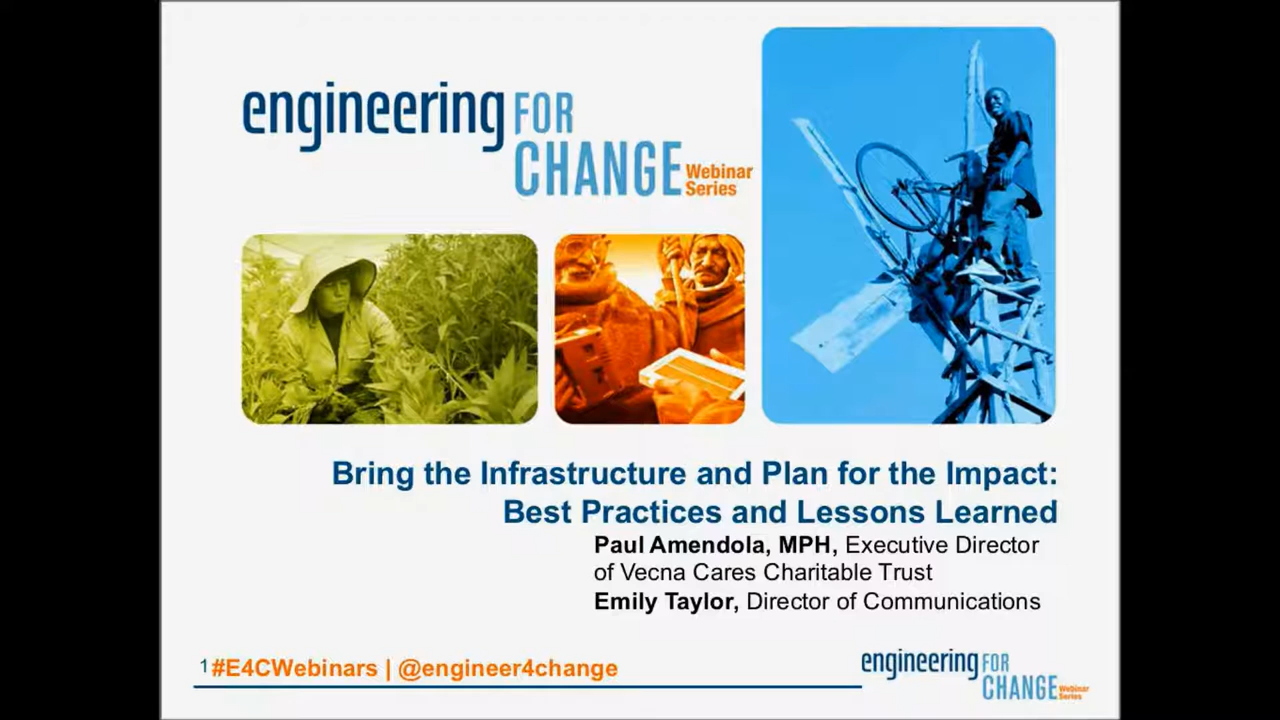 engineering FOR
CHANGE Webinar
Series
Bring the Infrastructure and Plan for the Impact:
Best Practices and Lessons Learned
Paul Amendola, MPH, Executive Director
of Vecna Cares Charitable Trust
Emily Taylor, Director of Communications
1 #E4CWebinars | @engineer4change
engineering FOR
CHANGE Webinar
Series